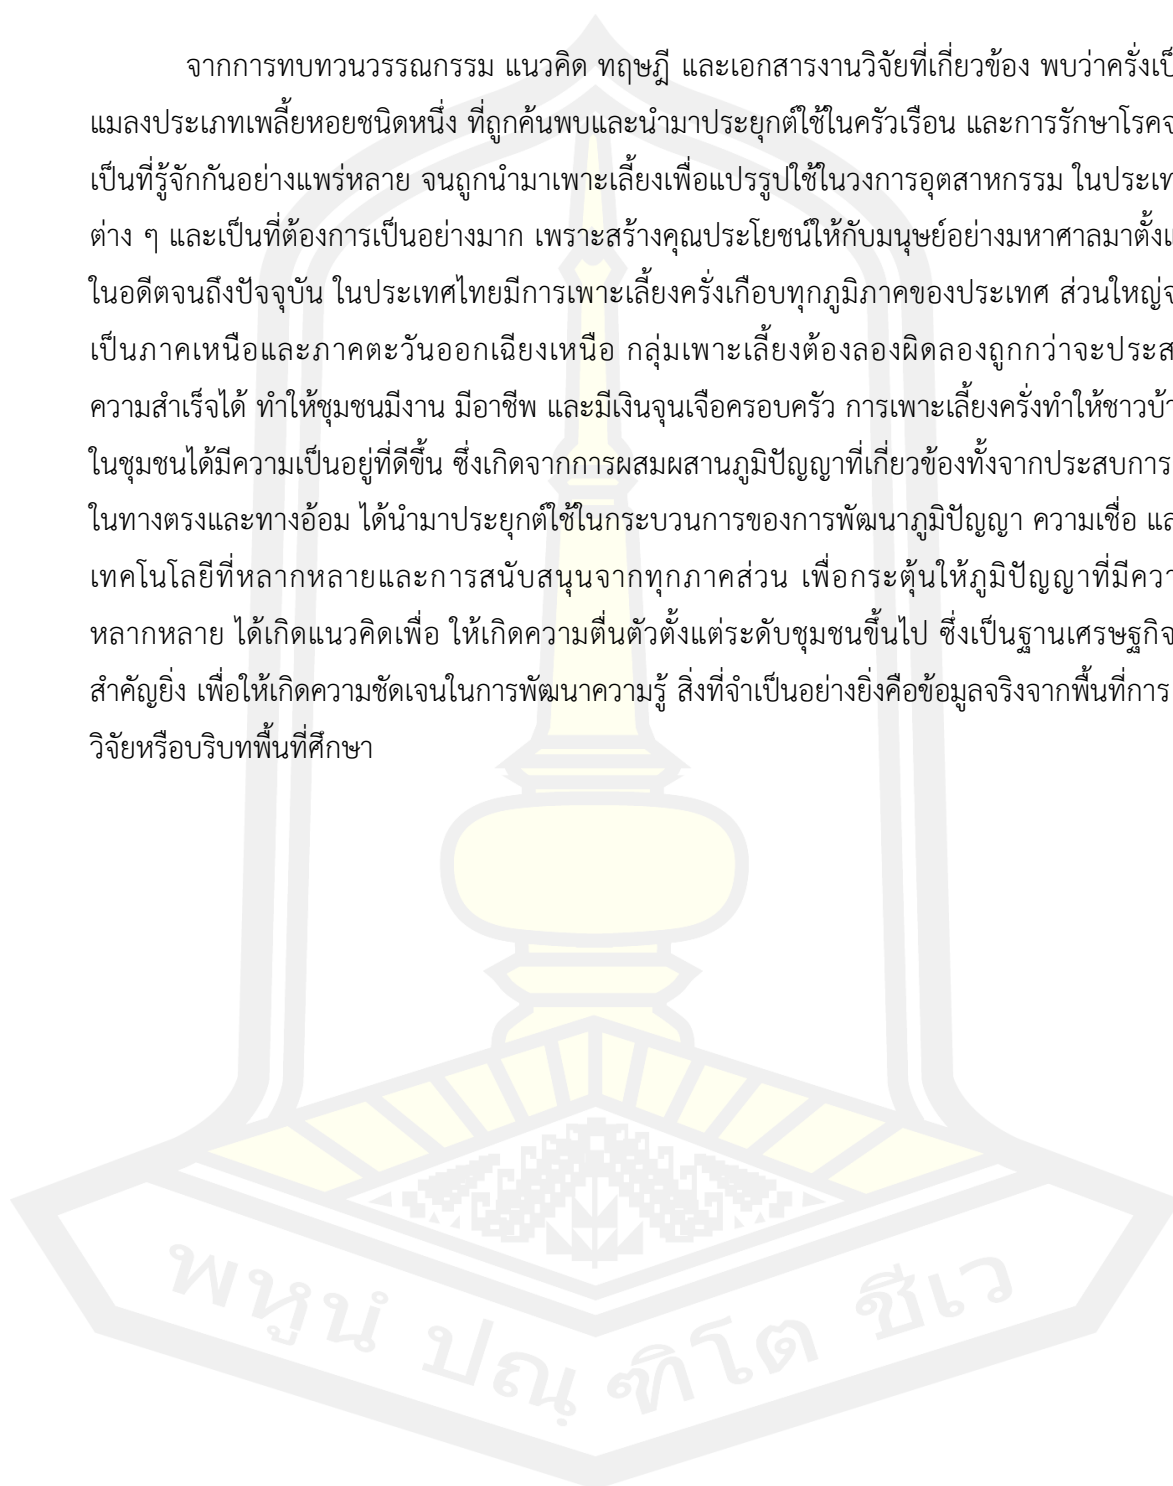 จากการทบทวนวรรณกรรม แนวคิด ทฤษฎี และเอกสารงานวิจัยที่เกี่ยวข้อง พบว่าครั่งเป็
แมลงประเภทเพลี้ยหอยชนิดหนึ่ง ที่ถูกค้นพบและนำมาประยุกต์ใช้ในครัวเรือน และการรักษาโรคจ
เป็นที่รู้จักกันอย่างแพร่หลาย จนถูกนำมาเพาะเลี้ยงเพื่อแปรรูปใช้ในวงการอุตสาหกรรม ในประเท
ต่าง ๆ และเป็นที่ต้องการเป็นอย่างมาก เพราะสร้างคุณประโยชน์ให้กับมนุษย์อย่างมหาศาลมาตั้งแ
ในอดีตจนถึงปัจจุบัน ในประเทศไทยมีการเพาะเลี้ยงครั่งเกือบทุกภูมิภาคของประเทศ ส่วนใหญ่จ
เป็นภาคเหนือและภาคตะวันออกเฉียงเหนือ กลุ่มเพาะเลี้ยงต้องลองผิดลองถูกกว่าจะประส
ความสำเร็จได้ ทำให้ชุมชนมีงาน มีอาชีพ และมีเงินจุนเจือครอบครัว การเพาะเลี้ยงครั่งทำให้ชาวบ้า
ในชุมชนได้มีความเป็นอยู่ที่ดีขึ้น ซึ่งเกิดจากการผสมผสานภูมิปัญญาที่เกี่ยวข้องทั้งจากประสบการ
ในทางตรงและทางอ้อม ได้นำมาประยุกต์ใช้ในกระบวนการของการพัฒนาภูมิปัญญา ความเชื่อ แล
เทคโนโลยีที่หลากหลายและการสนับสนุนจากทุกภาคส่วน เพื่อกระตุ้นให้ภูมิปัญญาที่มีควา
หลากหลาย ได้เกิดแนวคิดเพื่อ ให้เกิดความตื่นตัวตั้งแต่ระดับชุมชนขึ้นไป ซึ่งเป็นฐานเศรษฐกิจ
สำคัญยิ่ง เพื่อให้เกิดความชัดเจนในการพัฒนาความรู้ สิ่งที่จำเป็นอย่างยิ่งคือข้อมูลจริงจากพื้นที่การ
วิจัยหรือบริบทพื้นที่ศึกษา
พหูนํ ปณฺฑิโต ชีเว